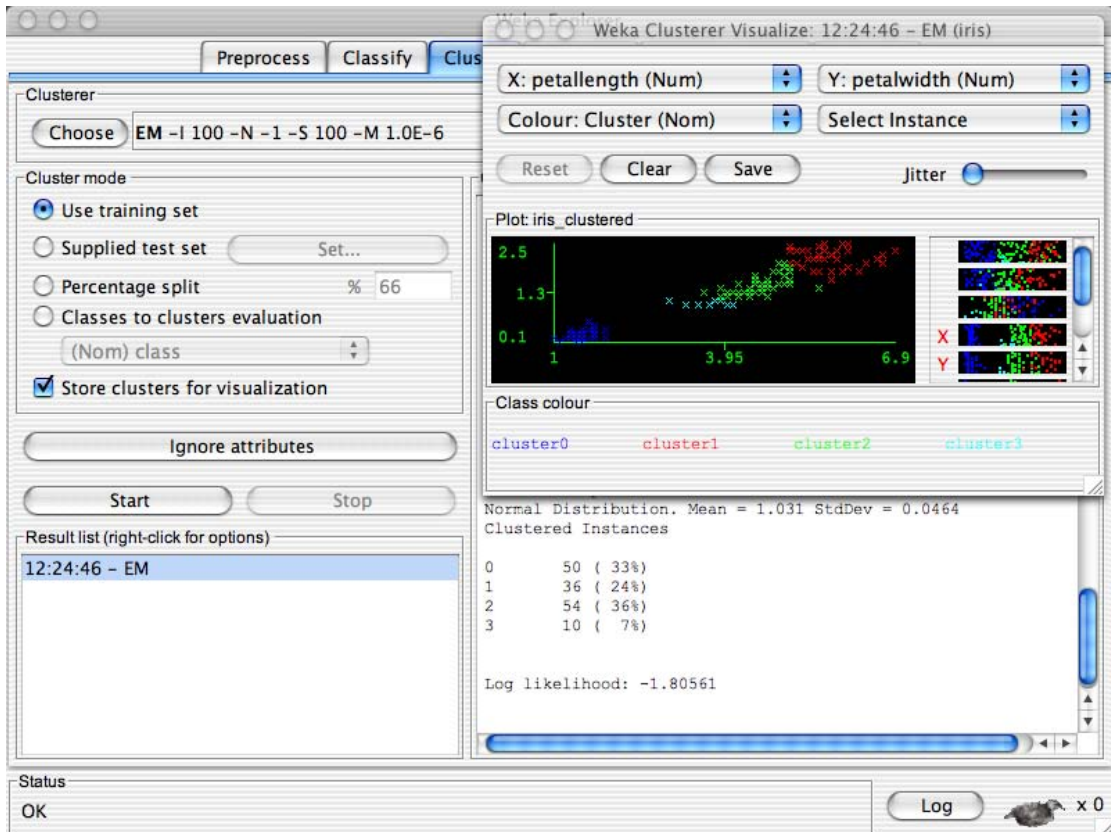 Weka Explorer
Preprocess
Classify
Clus
Clusterer
Choose
EM -I 100 -N -1 -S 100 -M 1.0E-6
Cluster mode
Use training set
Supplied test set
Set...
Percentage split
% 66
Classes to clusters evaluation
(Nom) class
Store clusters for visualization
Ignore attributes
Start
Stop
Result list (right-click for options)
12:24:46 – EM
Weka Clusterer Visualize: 12:24:46 – EM (iris)
X: petallength (Num)
Y: petalwidth (Num)
Colour: Cluster (Nom)
Select Instance
Reset
Clear
Save
Jitter
Plot: iris_clustered
2.5
1.3
0.1
1
3.95
6.9
X
Y
Class colour
cluster0 cluster1 cluster2 cluster3
Normal Distribution. Mean = 1.031 StdDev = 0.0464
Clustered Instances
0 50 ( 33%)
1 36 ( 24%)
2 54 ( 36%)
3 10 ( 7%)
Log likelihood: -1.80561
Status
OK
Log
x 0